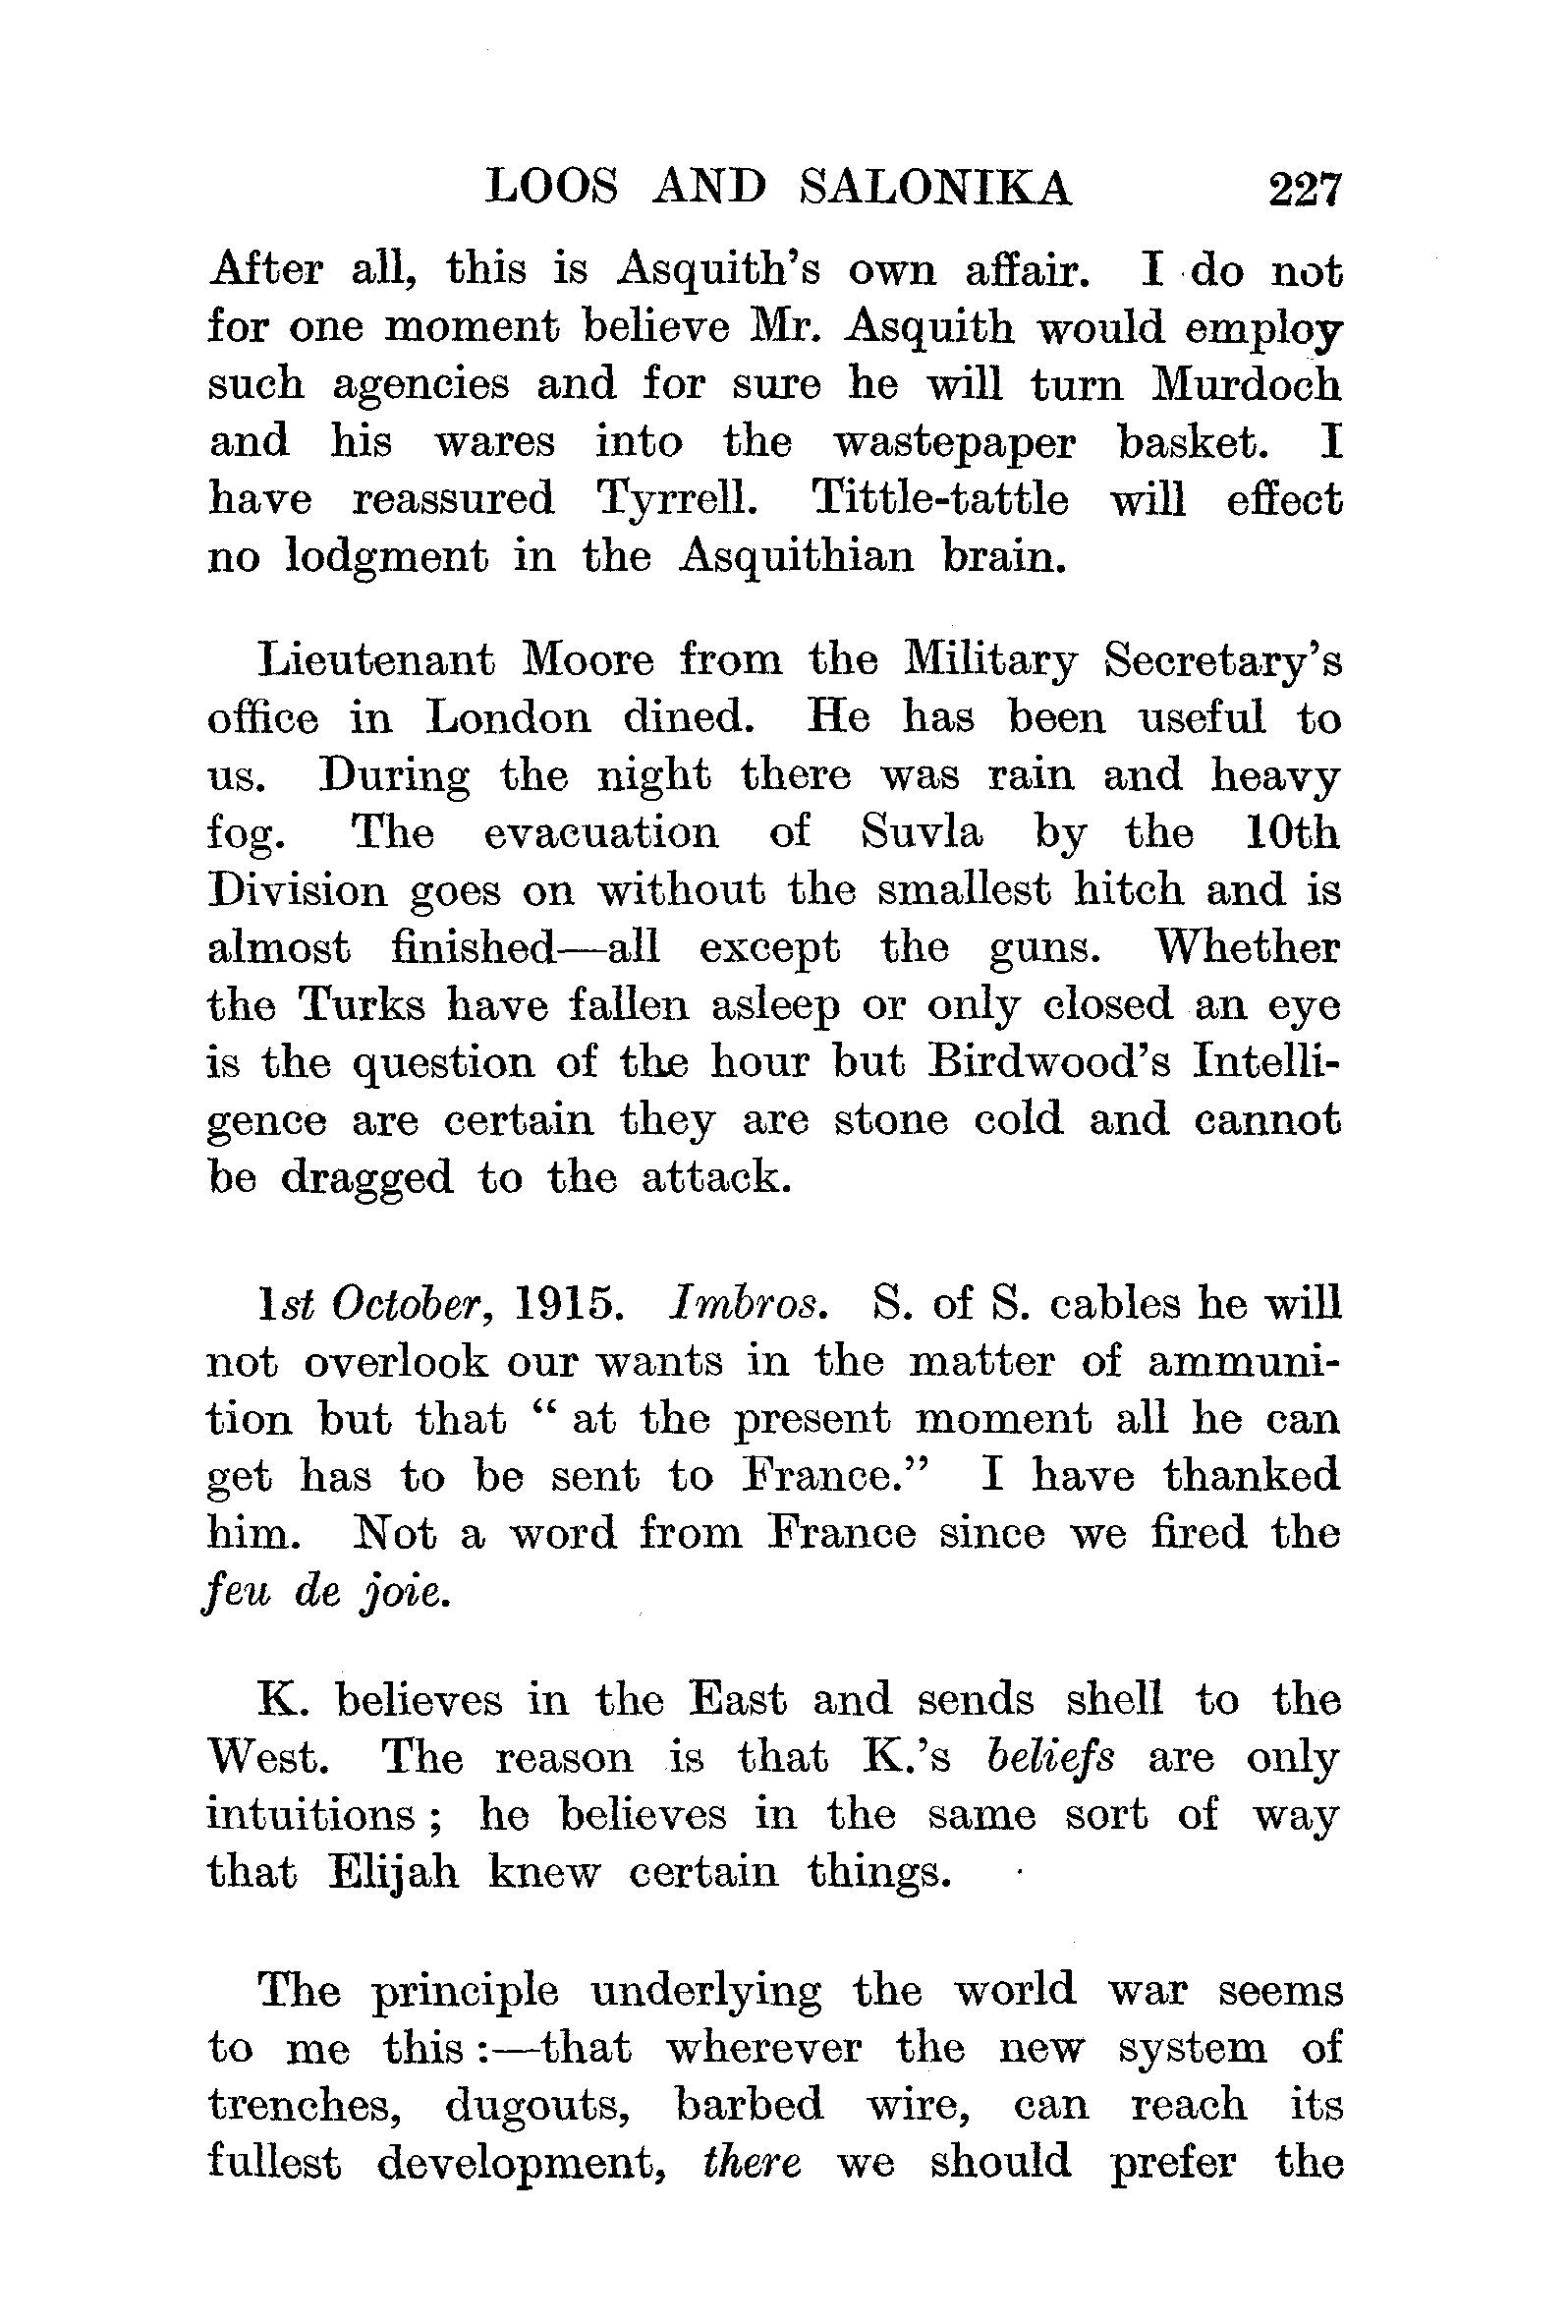 LOOS AND SALONIKA 227
After all, this is Asquith's own affair. I do not
for one moment believe Mr. Asquith would employ
such agencies and for sure he will turn Murdoch
and his wares into the wastepaper basket. I
have reassured Tyrrell. Tittle-tattle will effect
no lodgment in the Asquithian brain.
Lieutenant Moore from the Military Secretary's
office in London dined. He has been useful to
us. During the night there was rain and heavy
fog. The evacuation of Suvla by the 10th
Division goes on without the smallest hitch and is
almost finished—all except the guns. Whether
the Turks have fallen asleep or only closed an eye
is the question of the hour but Birdwood's Intelli-
gence are certain they are stone cold and cannot
be dragged to the attack.
1st October, 1915. Imbros. S. of S. cables he will
not overlook our wants in the matter of ammuni-
tion but that “ at the present moment all he can
get has to be sent to France.” I have thanked
him. Not a word from France since we fired the
feu de joie.
K. believes in the East and sends shell to the
West. The reason is that K.'s beliefs are only
intuitions ; he believes in the same sort of way
that Elijah knew certain things.
The principle underlying the world war seems
to me this :—that wherever the new system of
trenches, dugouts, barbed wire, can reach its
fullest development, there we should prefer the